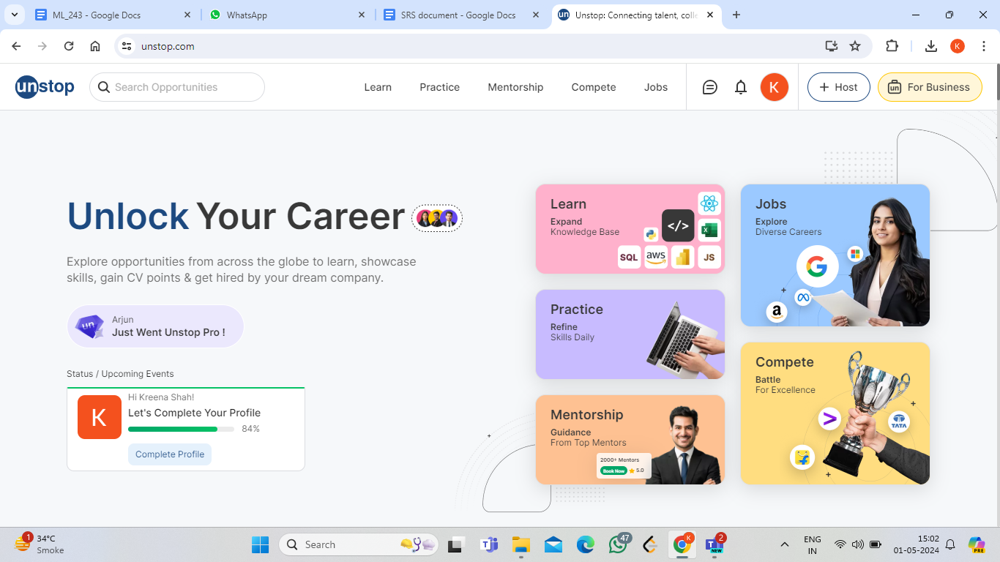 ML_243 - Google Docs
WhatsApp
SRS document - Google Docs
Unstop: Connecting talent, colle
unstop.com
K
unstop
Search Opportunities
Learn
Practice
Mentorship
Compete
Jobs
K
Host
un
For Business
Unlock Your Career
Explore opportunities from across the globe to learn, showcase
skills, gain CV points & get hired by your dream company.
un
Arjun
Just Went Unstop Pro !
Status / Upcoming Events
K
Hi Kreena Shah!
Let's Complete Your Profile
84%
Complete Profile
Learn
Expand
Knowledge Base
</>
SQL
aws
JS
Practice
Refine
Skills Daily
Mentorship
Guidance
From Top Mentors
2000+ Mentors
Book Now
5.0
Jobs
Explore
Diverse Careers
G
a
Compete
Battle
For Excellence
TATA
1
34°C
Smoke
Search
47
K
2
NEW
ENG
IN
15:02
01-05-2024
PRE